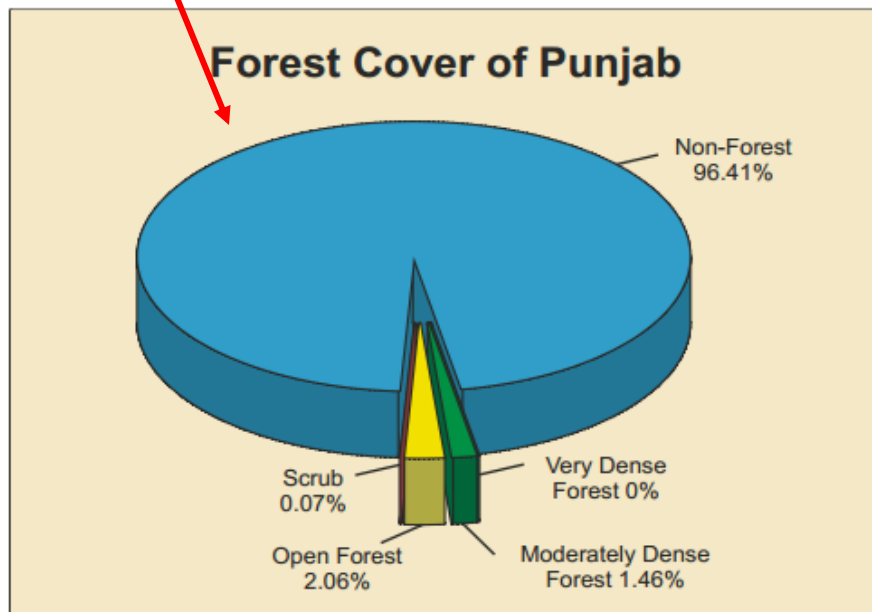 Forest Cover of Punjab
Non-Forest
96.41%
Scrub
0.07%
Very Dense
Forest 0%
Open Forest
2.06%
Moderately Dense
Forest 1.46%